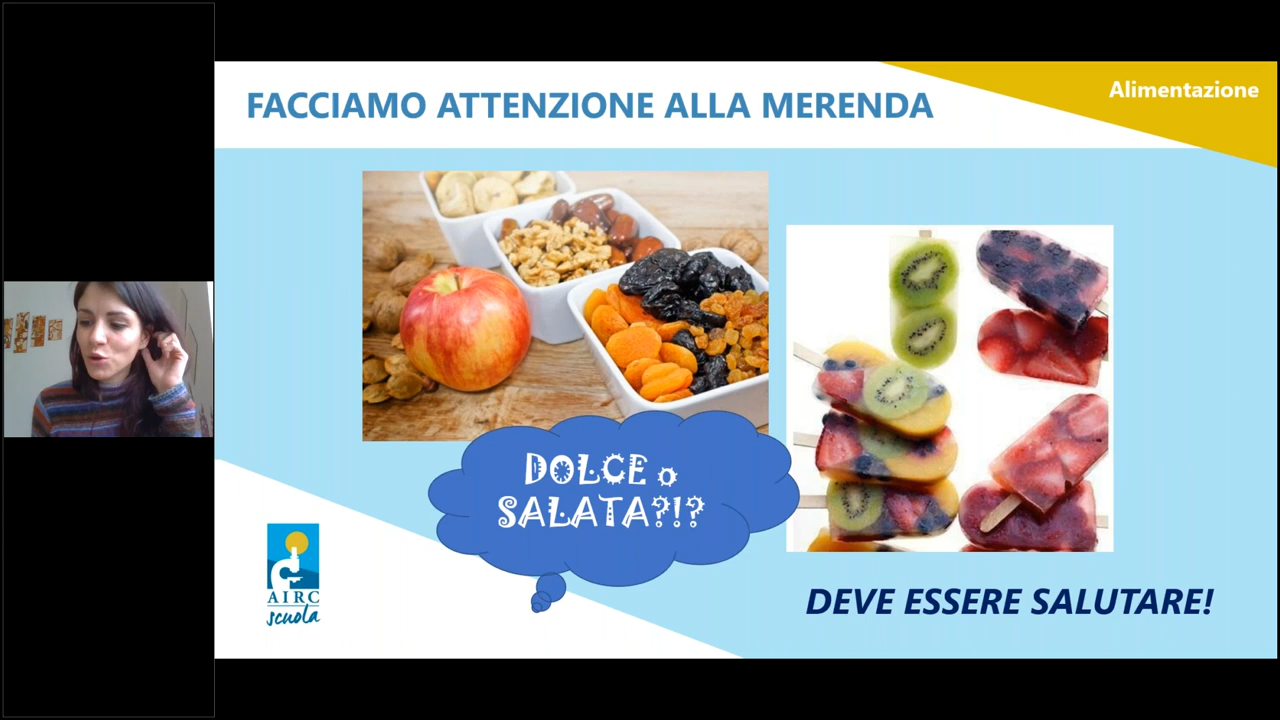 Alimentazione
FACCIAMO ATTENZIONE ALLA MERENDA
DOLCE o
SALATA?!?
AIRC
scuola
DEVE ESSERE SALUTARE!